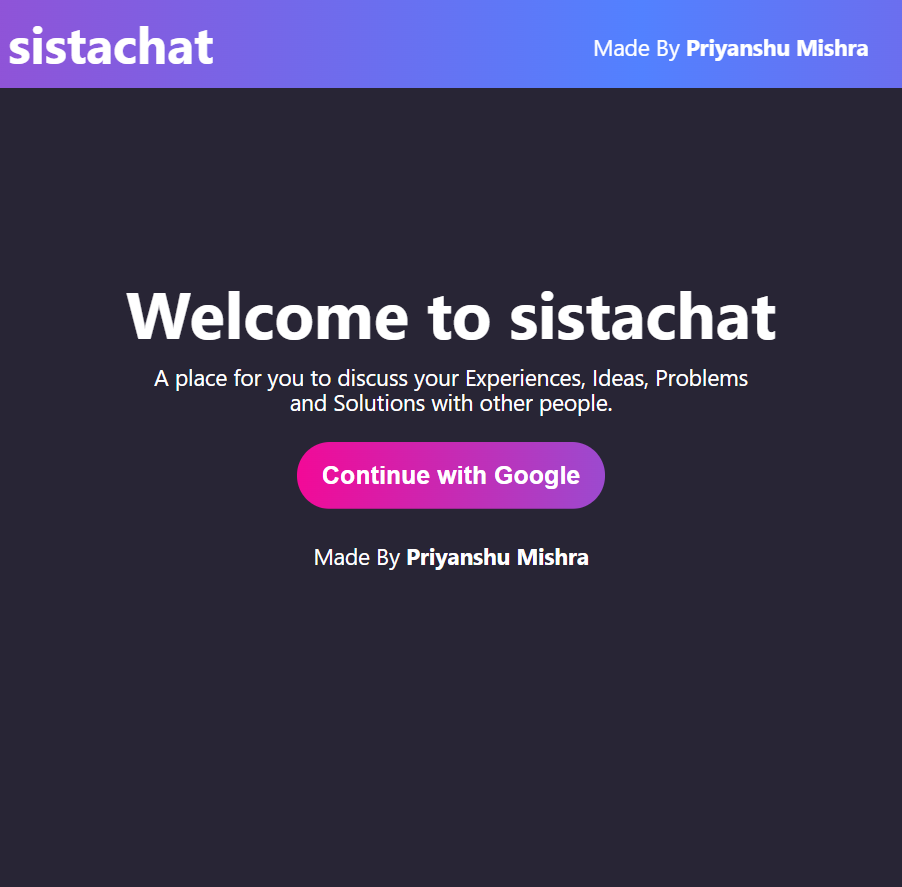 sistachat
Made By Priyanshu Mishra
Welcome to sistachat
A place for you to discuss your Experiences, Ideas, Problems
and Solutions with other people.
Continue with Google
Made By Priyanshu Mishra